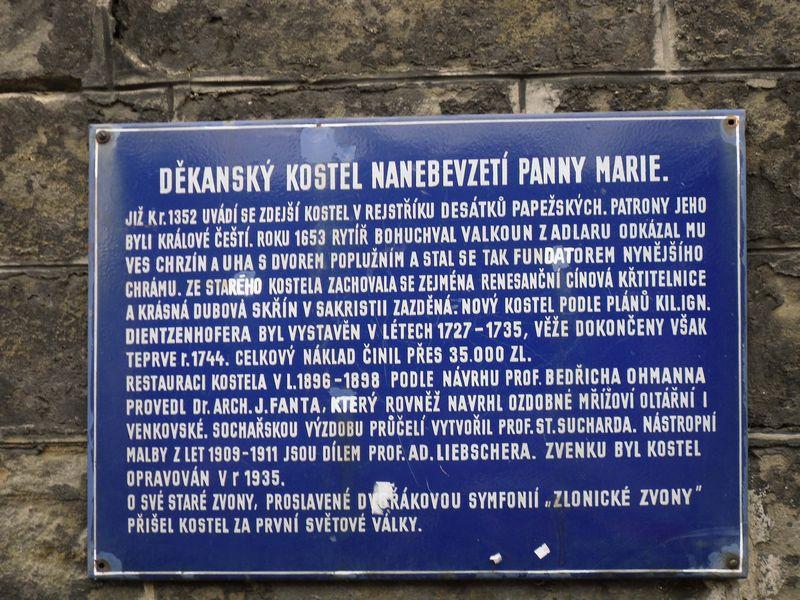 DĚKANSKÝ KOSTEL NANEBEVZETÍ PANNY MARIE.
JIŽ K r. 1352 UVÁDÍ SE ZDEJŠÍ KOSTEL V REJSTŘÍKU DESÁTKŮ PAPEŽSKÝCH. PATRONY JEHO
BYLI KRÁLOVÉ ČEŠTÍ. ROKU 1653 RYTÍŘ BOHUCHVAL VALKOUN Z ADLARU ODKÁZAL MU
VES CHRZÍN A UHA S DVOREM POPLUŽNÍM A STAL SE TAK FUNDATOREM NYNĚJŠÍHO
CHRÁMU. ZE STARÉHO KOSTELA ZACHOVALA SE ZEJMÉNA RENESANČNÍ CÍNOVÁ KŘTITELNICE
A KRÁSNÁ DUBOVÁ SKŘÍN V SAKRISTII ZAZDĚNÁ. NOVÝ KOSTEL PODLE PLÁNŮ KIL.IGN.
DIENTZENHOFERA BYL VYSTAVĚN V LÉTECH 1727-1735, VĚŽE DOKONČENY VŠAK
TEPRVE r. 1744. CELKOVÝ NÁKLAD ČINIL PŘES 35.000 ZL.
RESTAURACI KOSTELA V L. 1896-1898 PODLE NÁVRHU PROF. BEDŘICHA OHMANNA
PROVEDL Dr. ARCH. J. FANTA, KTERÝ ROVNĚŽ NAVRHL OZDOBNÉ MŘÍŽOVÍ OLTÁŘNÍ I
VENKOVSKÉ. SOCHAŘSKOU VÝZDOBU PRŮČELÍ VYTVOŘIL PROF. ST. SUCHARDA. NÁSTROPNÍ
MALBY Z LET 1909-1911 JSOU DÍLEM PROF. AD. LIEBSCHERA. ZVENKU BYL KOSTEL
OPRAVOVÁN V r 1935.
O SVÉ STARÉ ZVONY, PROSLAVENÉ DVOŘÁKOVOU SYMFONIÍ „ZLONICKÉ ZVONY"
PŘIŠEL KOSTEL ZA PRVNÍ SVĚTOVÉ VÁLKY.